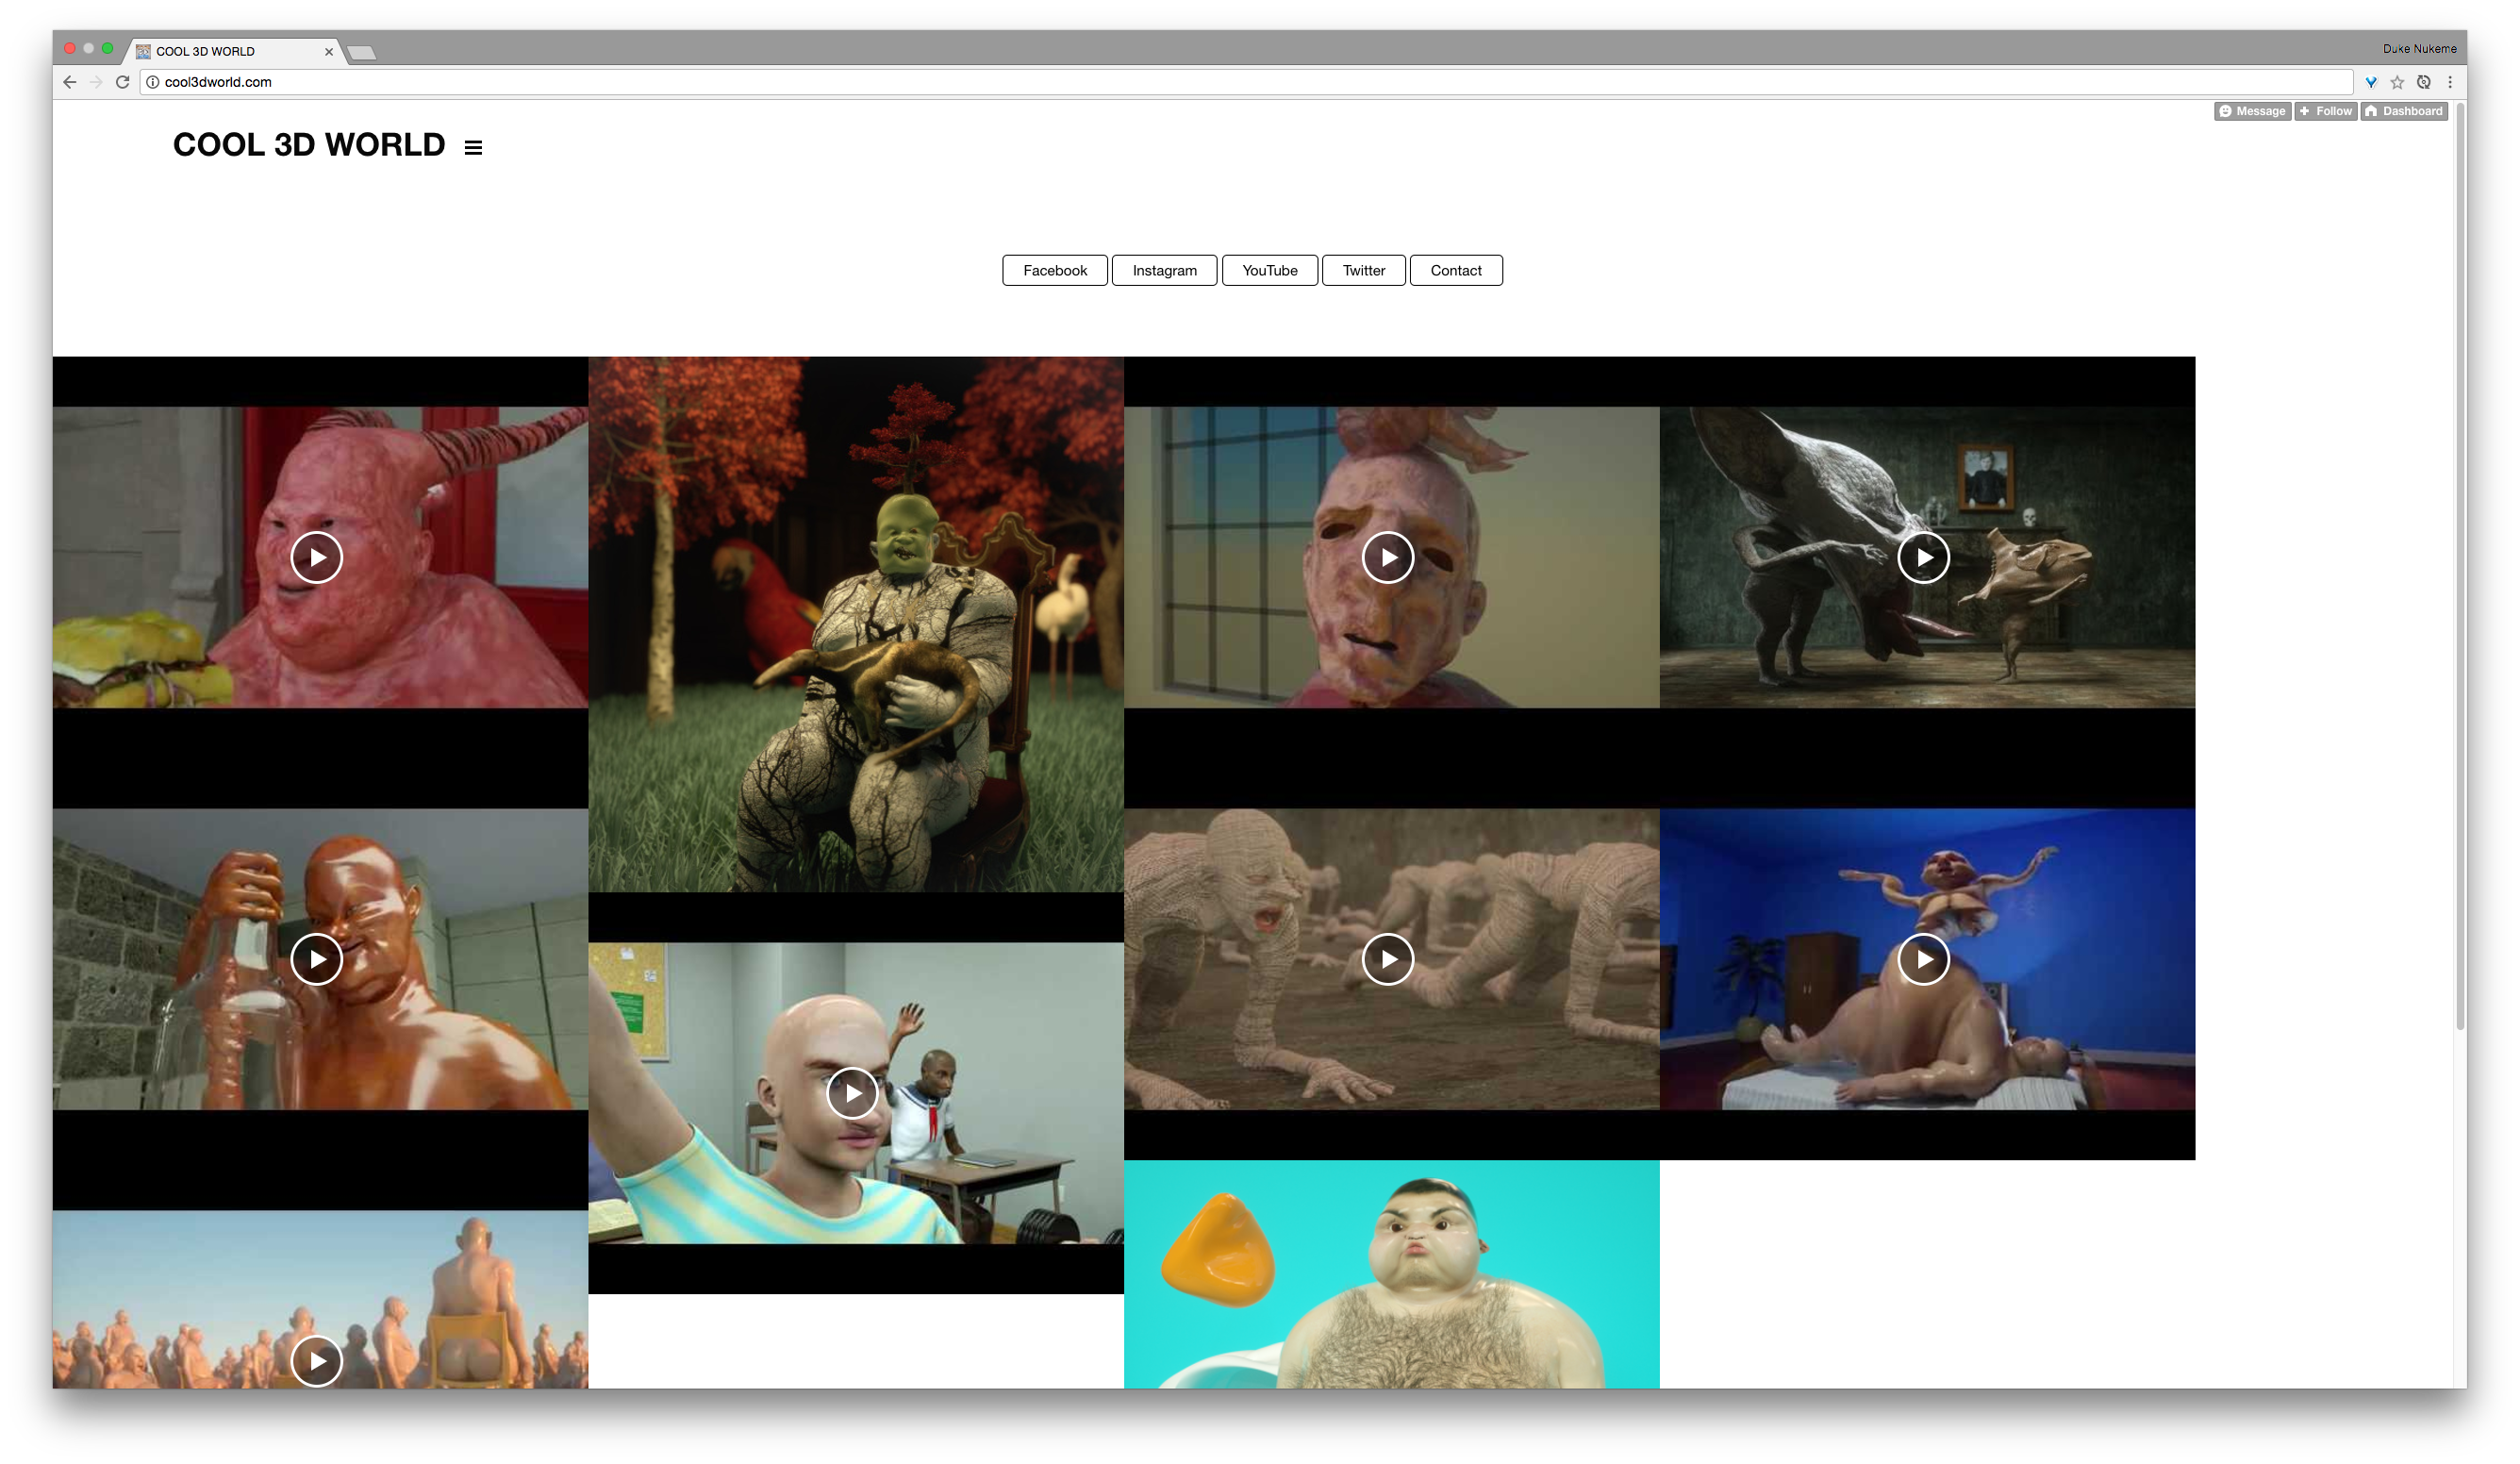 COOL 3D WORLD
Duke Nukeme
cool3dworld.com
Message Follow Dashboard
COOL 3D WORLD
Facebook Instagram YouTube Twitter Contact